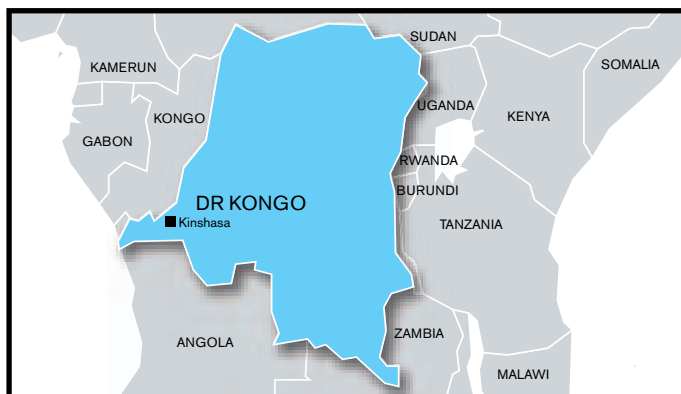 SUDAN
SOMALIA
KAMERUN
UGANDA
KENYA
KONGO
GABON
RWANDA
BURUNDI
DR KONGO
Kinshasa
TANZANIA
ANGOLA
ZAMBIA
MALAWI